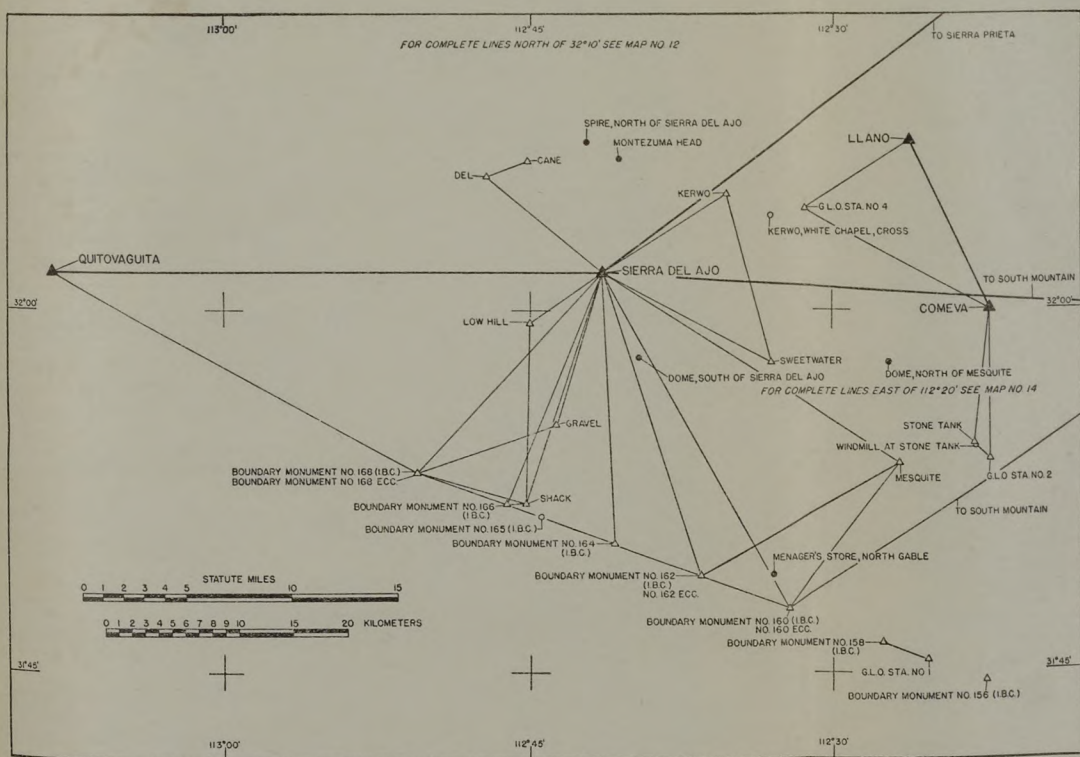 113°00'
112°45'
112°30'
FOR COMPLETE LINES NORTH OF 32°10' SEE MAP NO. 12
TO SIERRA PRIETA
SPIRE, NORTH OF SIERRA DEL AJO
MONTEZUMA HEAD
LLANO
CANE
DEL
KERWO
G.L.O. STA. NO 4
KERWO, WHITE CHAPEL, CROSS
QUITOVAGUITA
SIERRA DEL AJO
TO SOUTH MOUNTAIN
32°00'
COMEVA
32°00'
LOW HILL
SWEETWATER
DOME, SOUTH OF SIERRA DEL AJO
DOME, NORTH OF MESQUITE
FOR COMPLETE LINES EAST OF 112°20' SEE MAP NO 14
GRAVEL
STONE TANK
WINDMILL AT STONE TANK
BOUNDARY MONUMENT NO. 168 (I.B.C.)
BOUNDARY MONUMENT NO. 168 ECC.
MESQUITE
G.L.O STA. NO. 2
SHACK
BOUNDARY MONUMENT NO. 166
(I.B.C.)
TO SOUTH MOUNTAIN
BOUNDARY MONUMENT NO. 165 (I.B.C.)
BOUNDARY MONUMENT NO. 164
(I.B.C.)
MENAGER'S STORE, NORTH GABLE
BOUNDARY MONUMENT NO. 162
(I.B.C.)
NO. 162 ECC.
STATUTE MILES
0 1 2 3 4 5 10 15
0 1 2 3 4 5 6 7 8 9 10 15 20 KILOMETERS
BOUNDARY MONUMENT NO. 160 (I.B.C.)
NO. 160 ECC.
BOUNDARY MONUMENT NO. 158
(I.B.C.)
31°45'
31°45'
G.L.O. STA. NO 1
BOUNDARY MONUMENT NO. 156 (I.B.C.)
113°00'
112°45'
112°30'